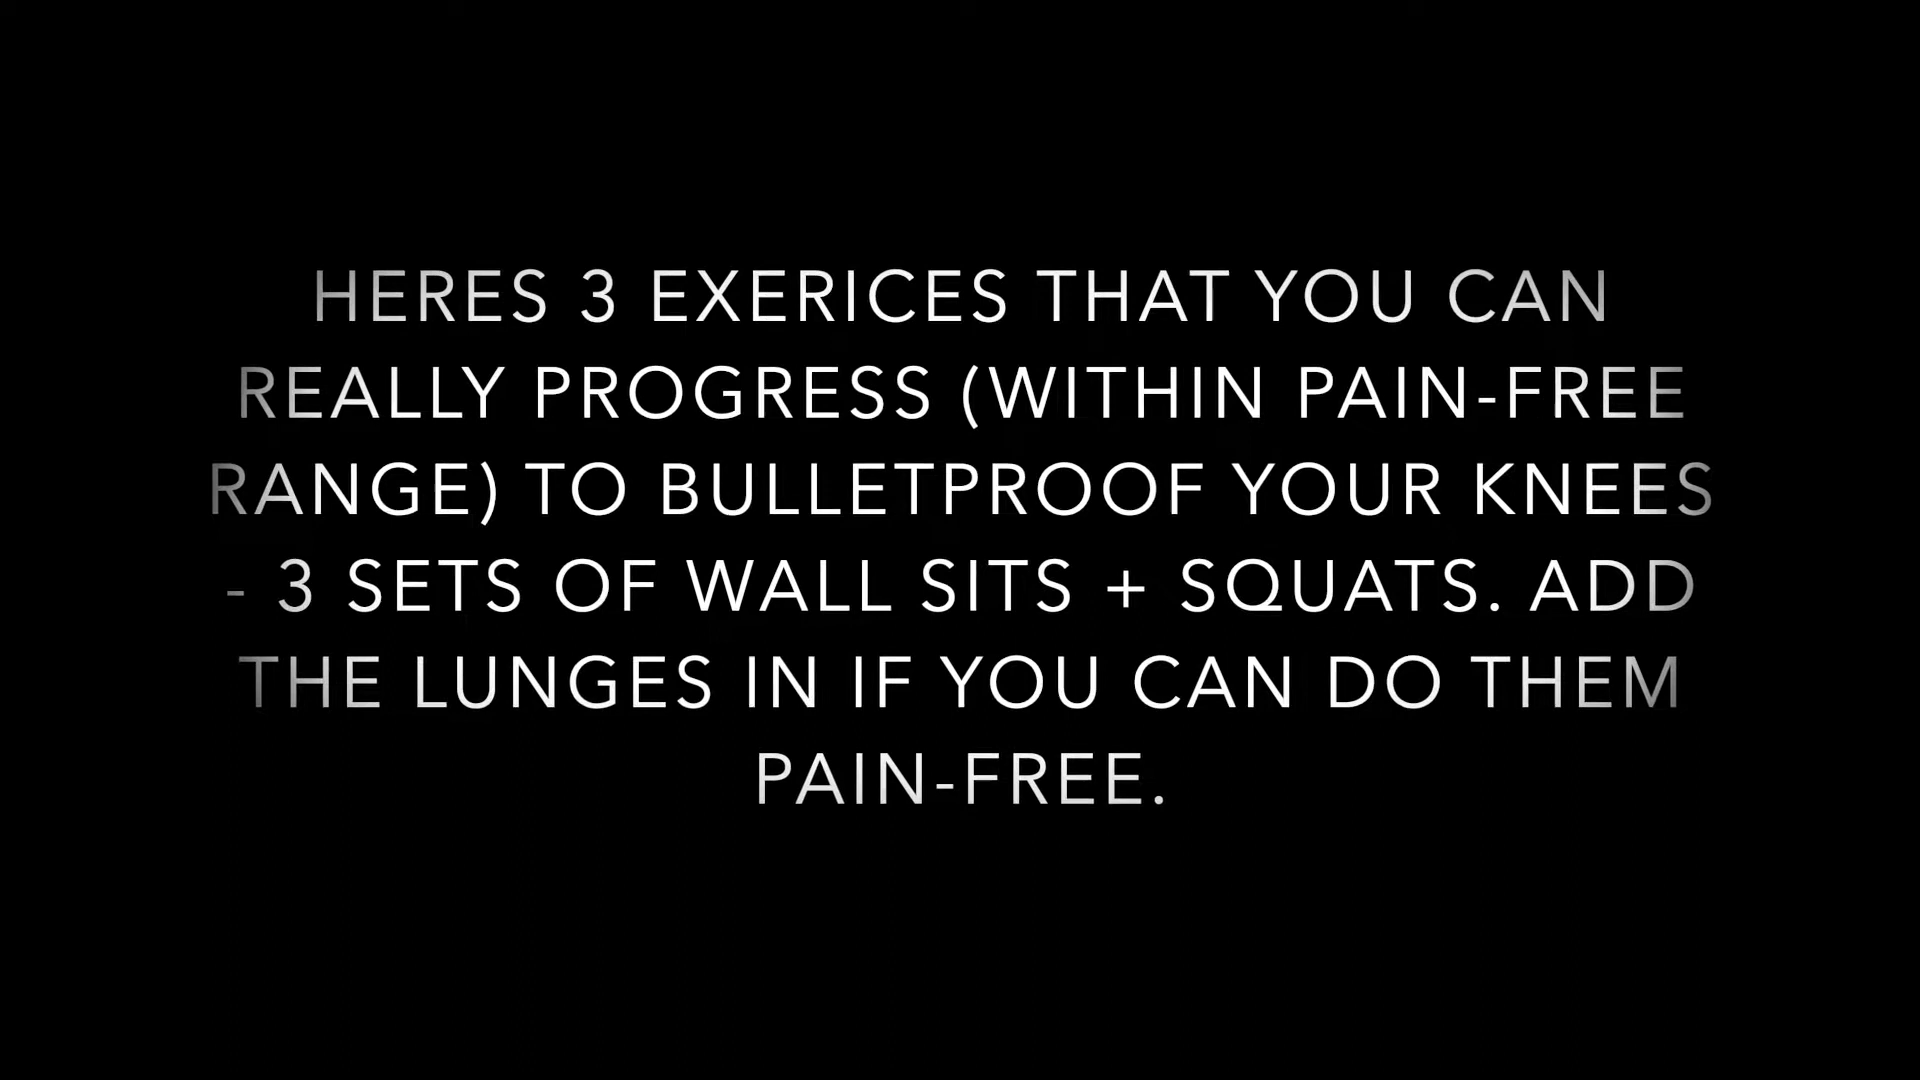 HERES 3 EXERICES THAT YOU CAN
REALLY PROGRESS (WITHIN PAIN-FREE
RANGE) TO BULLETPROOF YOUR KNEES
- 3 SETS OF WALL SITS + SQUATS. ADD
THE LUNGES IN IF YOU CAN DO THEM
PAIN-FREE.